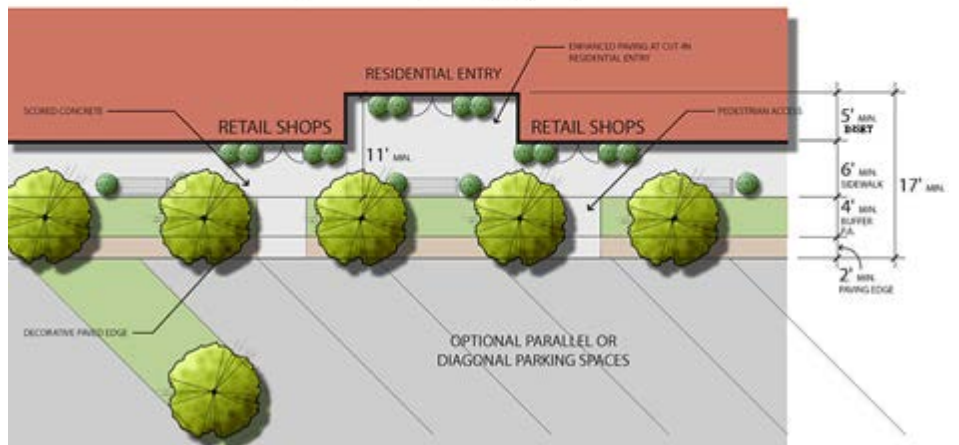 ENHANCED PAVING AT CUT-IN
RESIDENTIAL ENTRY
RESIDENTIAL ENTRY
SCORED CONCRETE
PEDESTRIAN ACCESS
RETAIL SHOPS
RETAIL SHOPS
5' MIN.
11' MIN.
6' MIN.
SIDEWALK
17' MIN.
4' MIN.
BUFFER
2' MIN.
PAVING EDGE
DECORATIVE PAVED EDGE
OPTIONAL PARALLEL OR
DIAGONAL PARKING SPACES